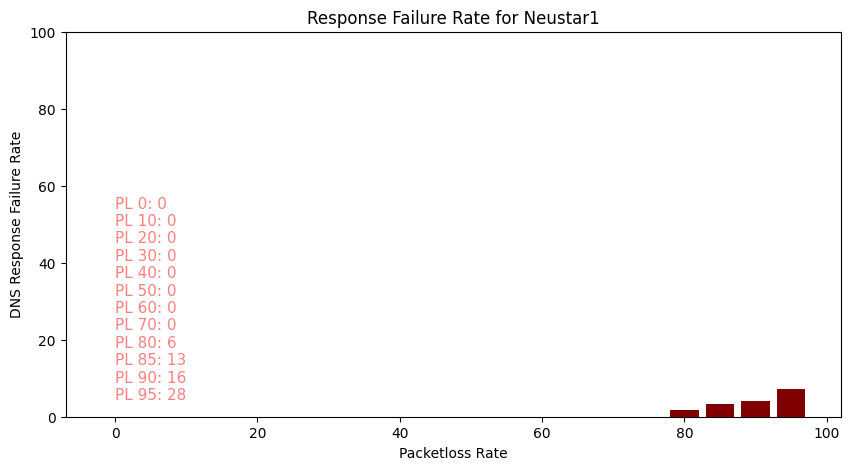 Response Failure Rate for Neustar1
DNS Response Failure Rate
100
80
60
40
20
0
PL 0: 0
PL 10: 0
PL 20: 0
PL 30: 0
PL 40: 0
PL 50: 0
PL 60: 0
PL 70: 0
PL 80: 6
PL 85: 13
PL 90: 16
PL 95: 28
0 20 40 60 80 100
Packetloss Rate